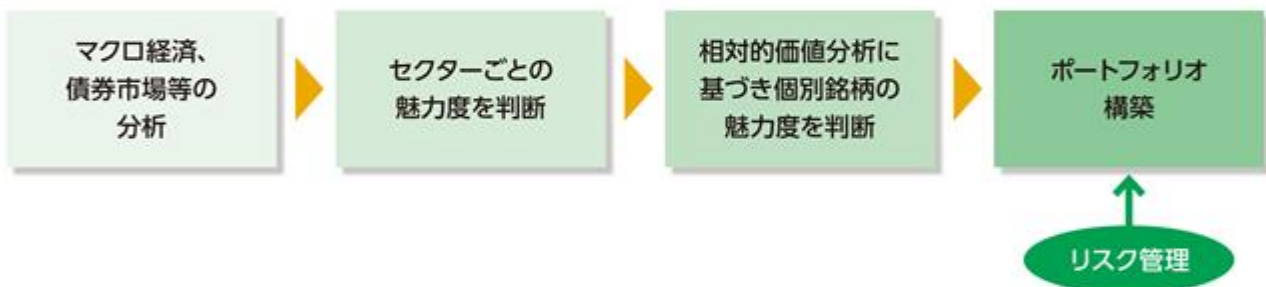 マクロ経済、
債券市場等の
分析
セクターごとの
魅力度を判断
相対的価値分析に
基づき個別銘柄の
魅力度を判断
ポートフォリオ
構築
リスク管理